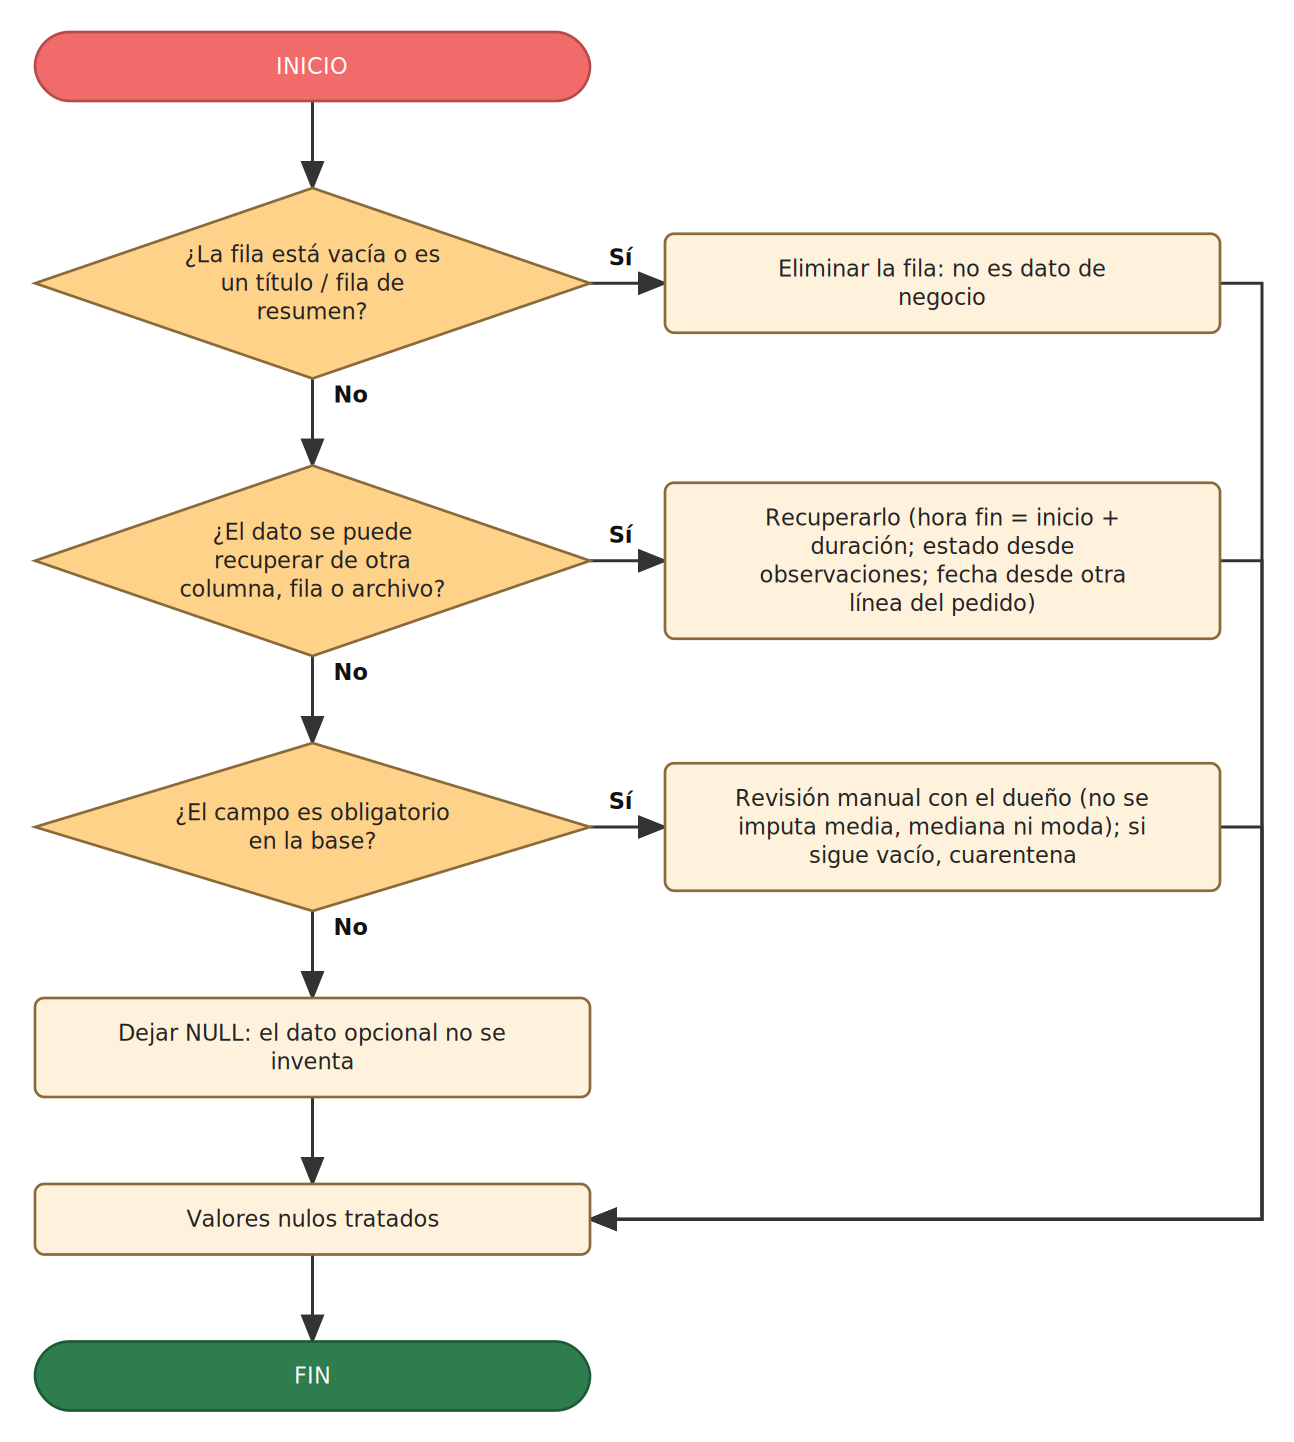 INICIO
¿La fila está vacía o es
un título / fila de
resumen?
Sí
Eliminar la fila: no es dato de
negocio
No
¿El dato se puede
recuperar de otra
columna, fila o archivo?
Sí
Recuperarlo (hora fin = inicio +
duración; estado desde
observaciones; fecha desde otra
línea del pedido)
No
¿El campo es obligatorio
en la base?
Sí
Revisión manual con el dueño (no se
imputa media, mediana ni moda); si
sigue vacío, cuarentena
No
Dejar NULL: el dato opcional no se
inventa
Valores nulos tratados
FIN